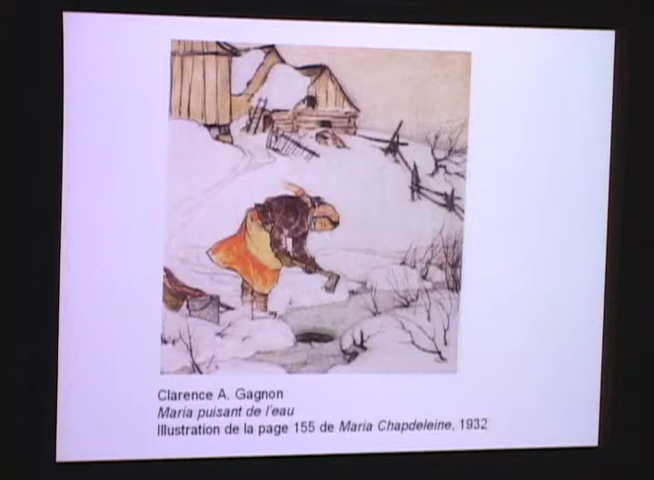 Clarence A. Gagnon
Maria puisant de l'eau
Illustration de la page 155 de Maria Chapdeleine, 1932